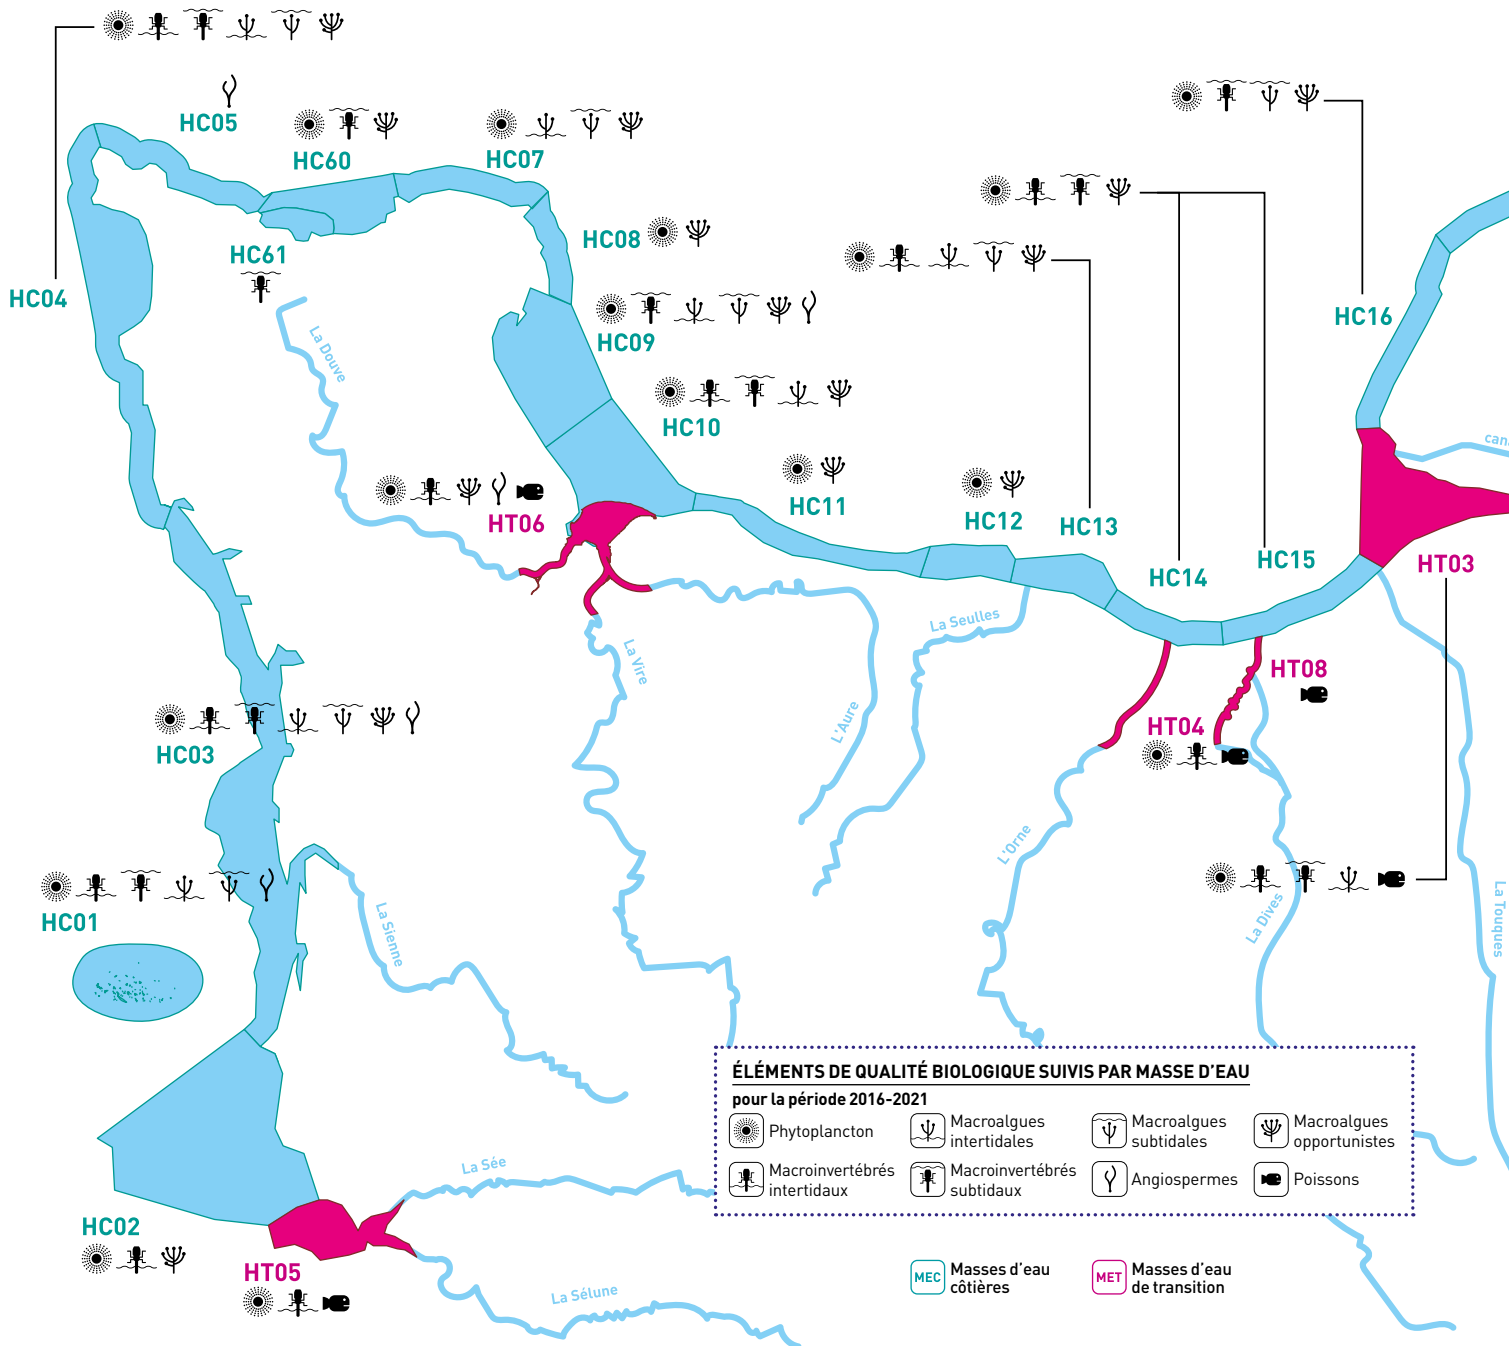 HC05
HC60
HC07
HC08
HC61
HC04
HC09
HC16
La Douve
HC10
cana
HC11
HC12
HC13
HT06
HC14
HC15
HT03
La Seulles
La Vire
HT08
L'Aure
HT04
HC03
L'Orne
HC01
La Sienne
La Dives
La Touques
ÉLÉMENTS DE QUALITÉ BIOLOGIQUE SUIVIS PAR MASSE D'EAU
pour la période 2016-2021
Phytoplancton
Macroalgues
intertidales
Macroalgues
subtidales
Macroalgues
opportunistes
Macroinvertébrés
intertidaux
Macroinvertébrés
subtidaux
Angiospermes
Poissons
La Sée
HC02
HT05
La Sélune
MEC
Masses d'eau
côtières
MET
Masses d'eau
de transition